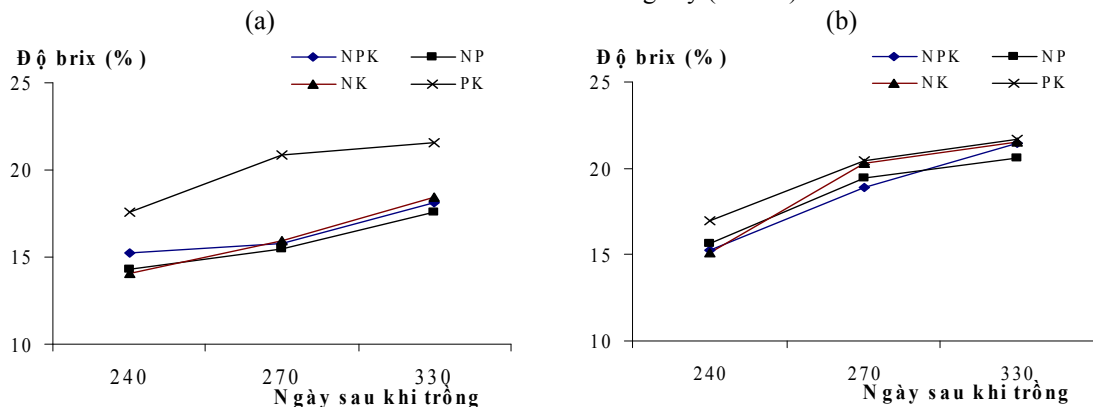 (a)
Độ brix (%)
NPK NP
NK PK
25
20
15
10
240 270 330
Ngày sau khi trồng
(b)
Độ brix (%)
NPK NP
NK PK
25
20
15
10
240 270 330
Ngày sau khi trồng